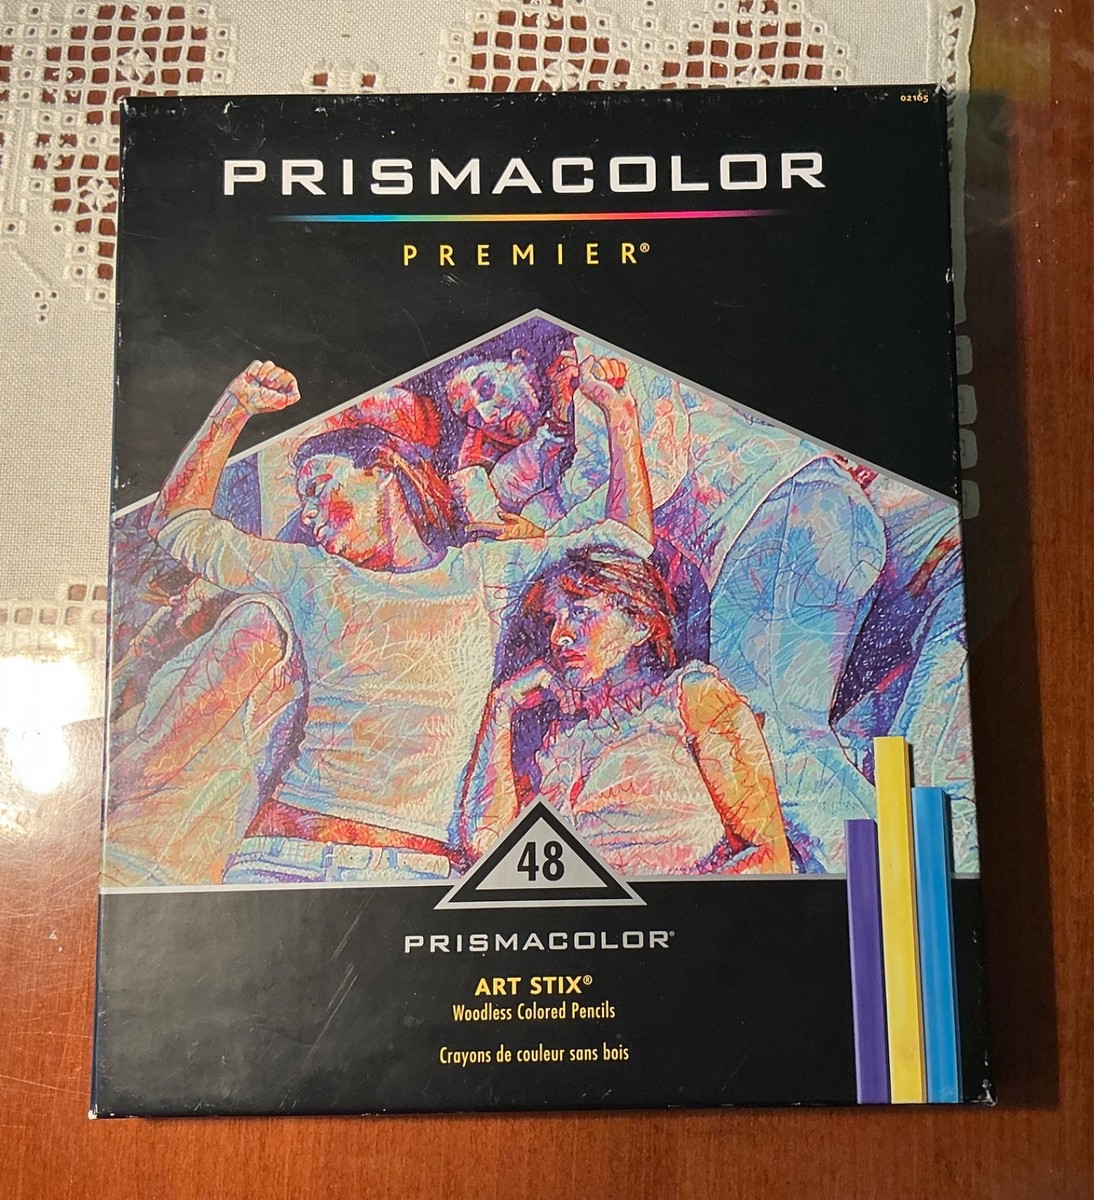 02165
PRISMACOLOR
PREMIER®
48
PRISMACOLOR®
ART STIX®
Woodless Colored Pencils
Crayons de couleur sans bois